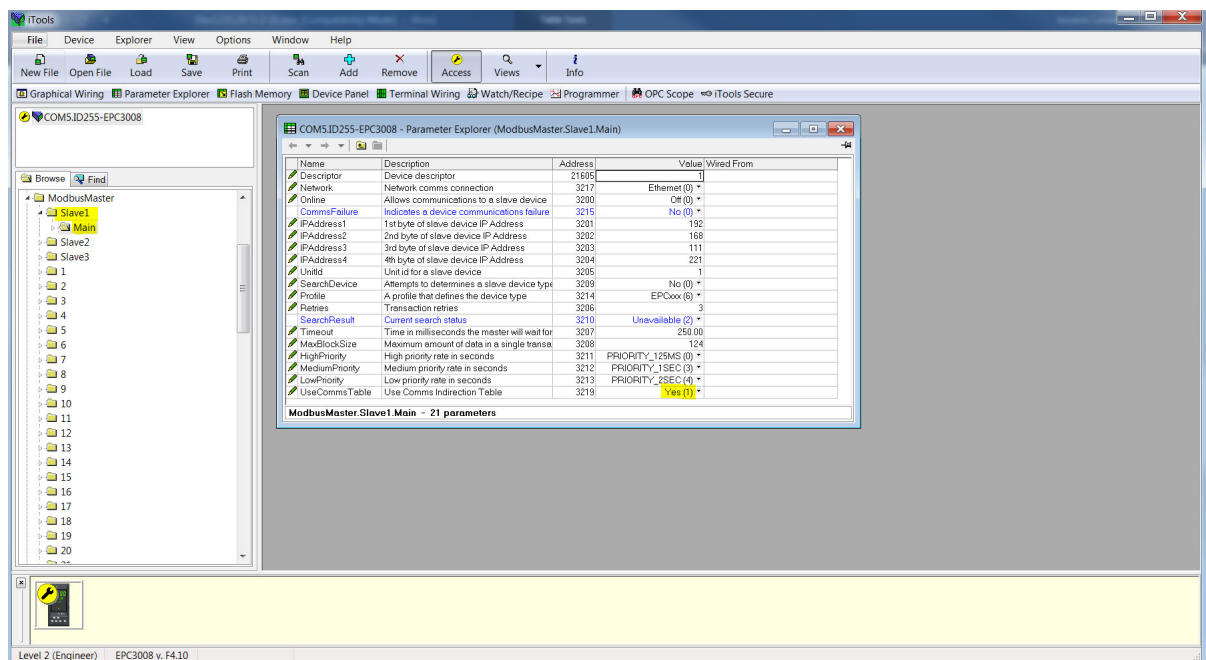 iTools
File Device Explorer View Options Window Help
New File Open File Load Save Print Scan Add Remove Access Views Info
Graphical Wiring Parameter Explorer Flash Memory Device Panel Terminal Wiring Watch/Recipe Programmer OPC Scope iTools Secure
COM5.ID255-EPC3008
Browse Find
ModbusMaster
Slave1
Main
Slave2
Slave3
1
2
3
4
5
6
7
8
9
10
11
12
13
14
15
16
17
18
19
20
COM5.ID255-EPC3008 - Parameter Explorer (ModbusMaster.Slave1.Main)
Name Description Address Value Wired From
Descriptor Device descriptor 21605 1
Network Network comms connection 3217 Ethernet (0)
Online Allows communications to a slave device 3200 Off (0)
CommsFailure Indicates a device communications failure 3215 No (0)
IPAddress1 1st byte of slave device IP Address 3201 192
IPAddress2 2nd byte of slave device IP Address 3202 168
IPAddress3 3rd byte of slave device IP Address 3203 111
IPAddress4 4th byte of slave device IP Address 3204 221
UnitId Unit id for a slave device 3205 1
SearchDevice Attempts to determines a slave device type 3209 No (0)
Profile A profile that defines the device type 3214 EPCxxx (6)
Retries Transaction retries 3206 3
SearchResult Current search status 3210 Unavailable (2)
Timeout Time in milliseconds the master will wait for 3207 250.00
MaxBlockSize Maximum amount of data in a single transa 3208 124
HighPriority High priority rate in seconds 3211 PRIORITY_125MS (0)
MediumPriority Medium priority rate in seconds 3212 PRIORITY_1SEC (3)
LowPriority Low priority rate in seconds 3213 PRIORITY_2SEC (4)
UseCommsTable Use Comms Indirection Table 3219 Yes (1)
ModbusMaster.Slave1.Main - 21 parameters
Level 2 (Engineer) EPC3008 v. F4.10